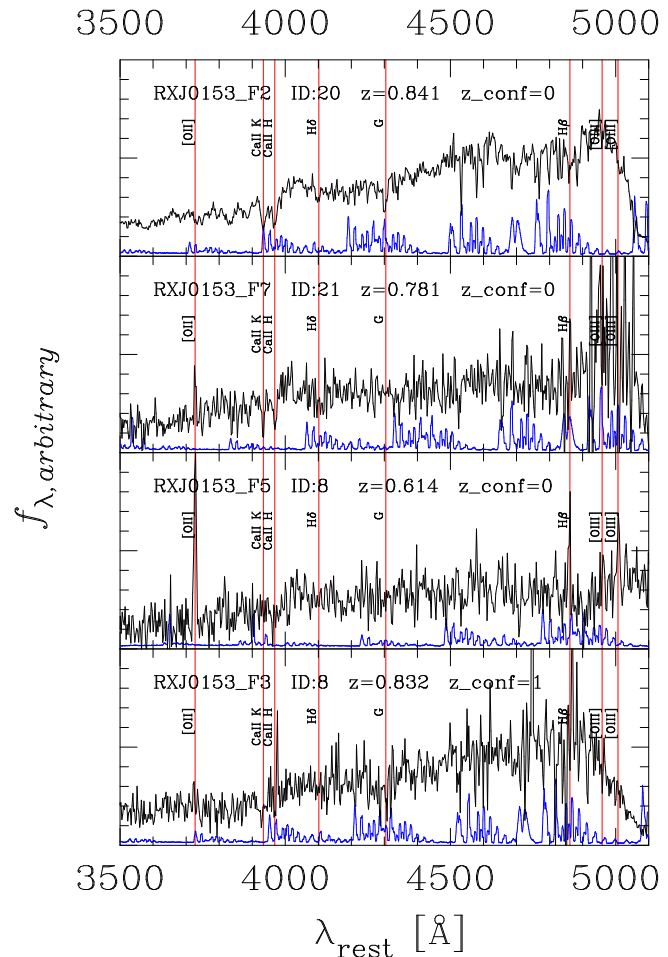 3500 4000 4500 5000
RXJ0153_F2 ID:20 z=0.841 z_conf=0
[OII] CaII K CaII H Hδ G Hβ [OIII] [OIII]
RXJ0153_F7 ID:21 z=0.781 z_conf=0
[OII] CaII K CaII H Hδ G Hβ [OIII] [OIII]
RXJ0153_F5 ID:8 z=0.614 z_conf=0
[OII] CaII K CaII H Hδ G Hβ [OIII] [OIII]
RXJ0153_F3 ID:8 z=0.832 z_conf=1
[OII] CaII K CaII H Hδ G Hβ [OIII] [OIII]
fλ,arbitrary
3500 4000 4500 5000
λrest [Å]